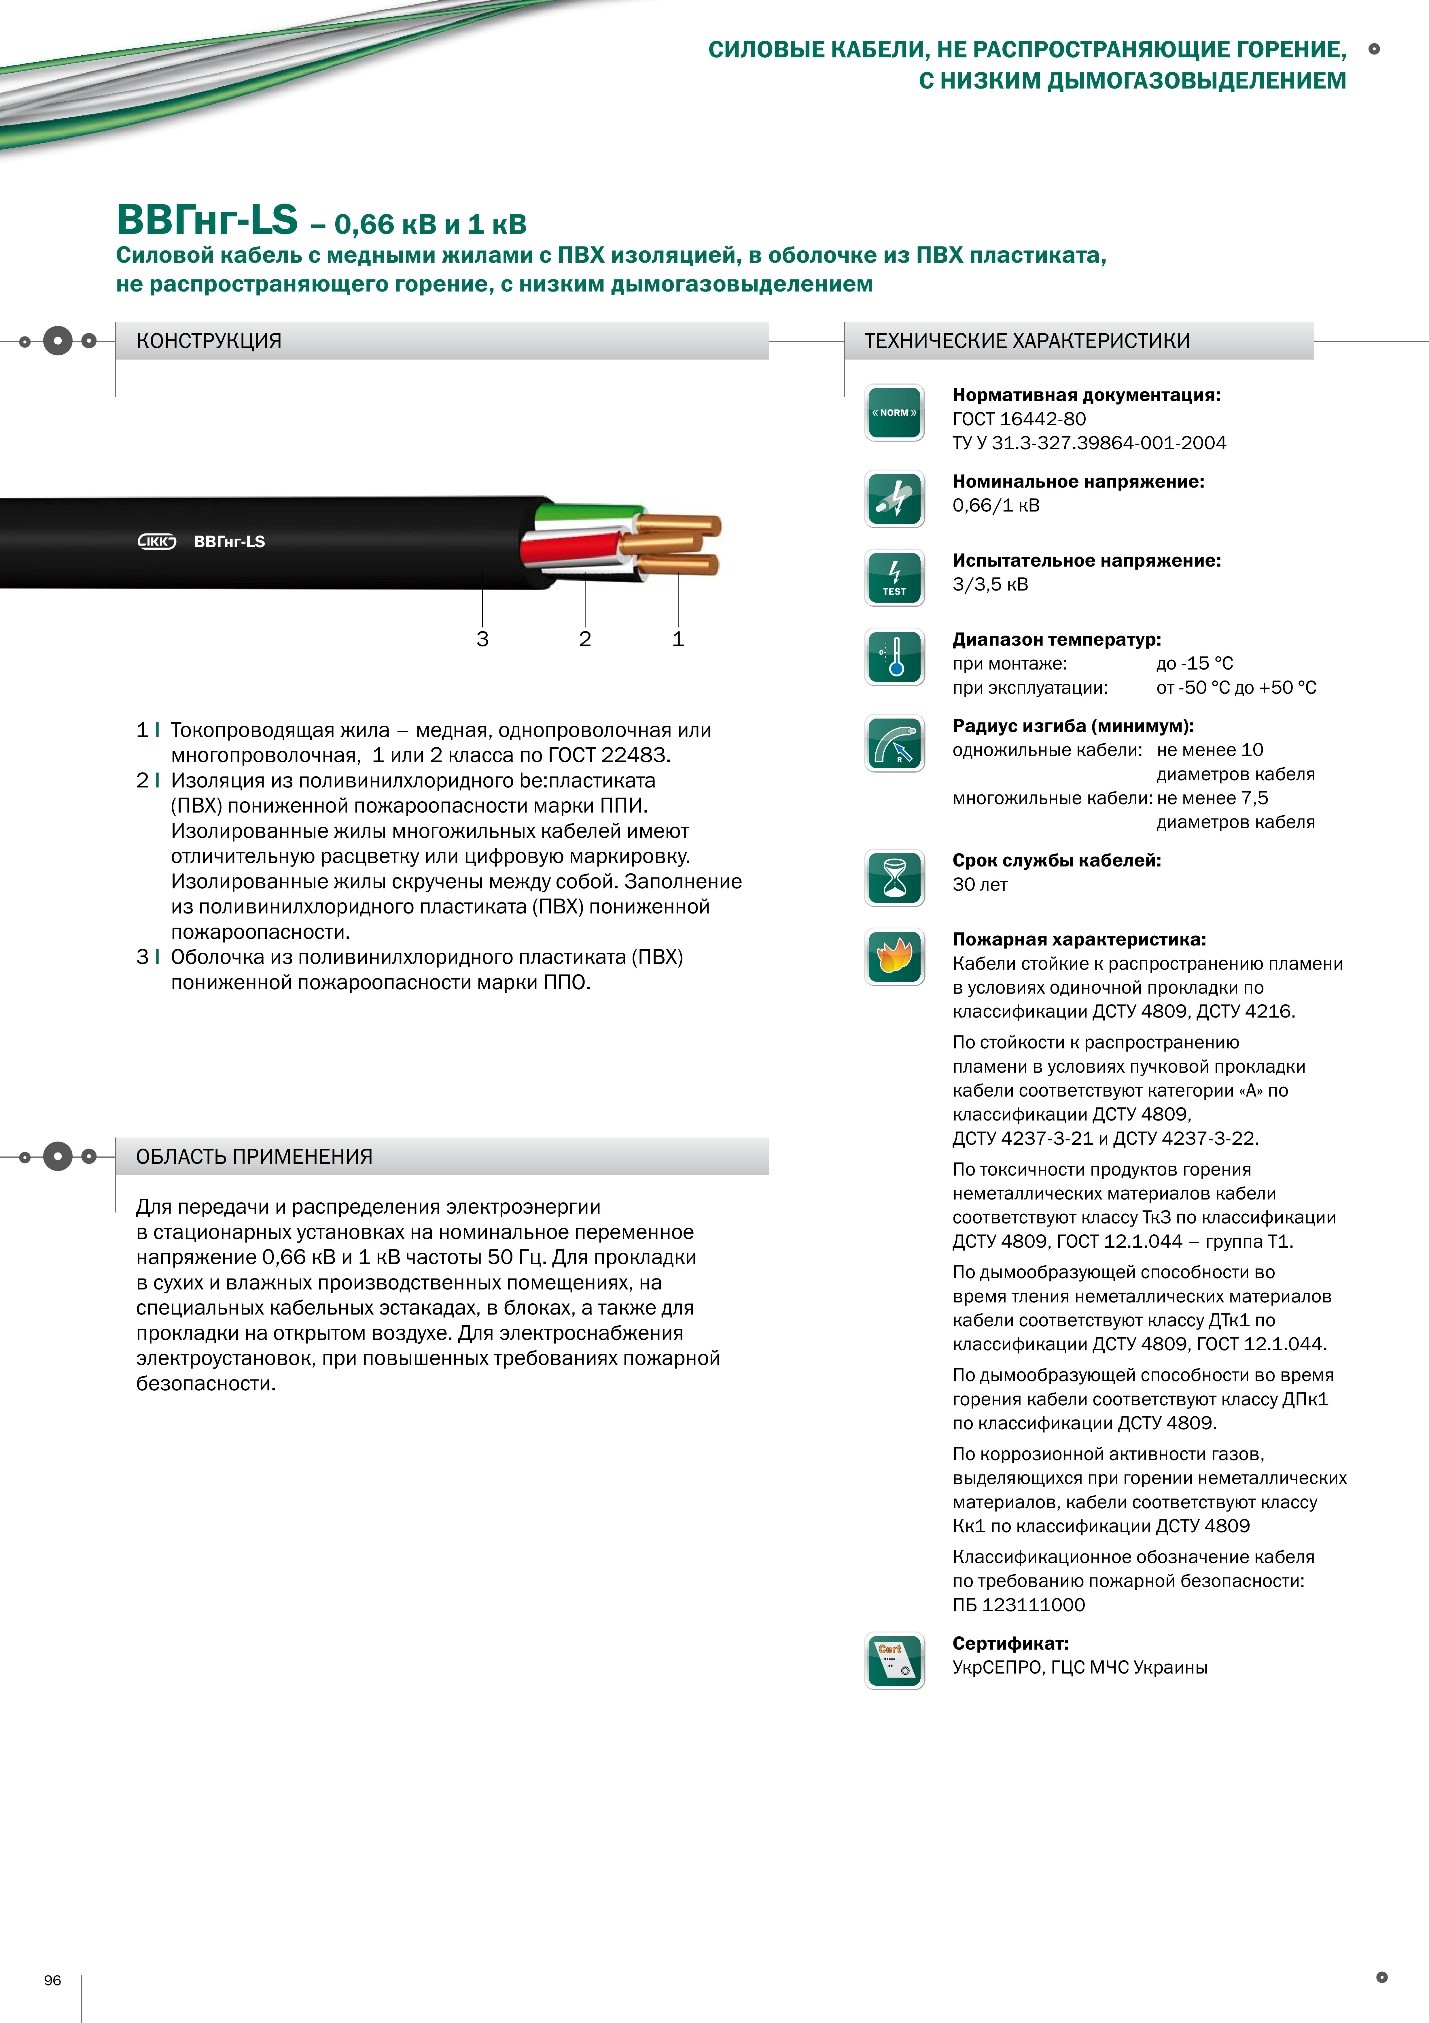 СИЛОВЫЕ КАБЕЛИ, НЕ РАСПРОСТРАНЯЮЩИЕ ГОРЕНИЕ,
С НИЗКИМ ДЫМОГАЗОВЫДЕЛЕНИЕМ
ВВГнг-LS – 0,66 кВ и 1 кВ
Силовой кабель с медными жилами с ПВХ изоляцией, в оболочке из ПВХ пластиката,
не распространяющего горение, с низким дымогазовыделением
КОНСТРУКЦИЯ
IKK ВВГнг-LS
3 2 1
1 I Токопроводящая жила – медная, однопроволочная или
многопроволочная, 1 или 2 класса по ГОСТ 22483.
2 I Изоляция из поливинилхлоридного be:пластиката
(ПВХ) пониженной пожароопасности марки ППИ.
Изолированные жилы многожильных кабелей имеют
отличительную расцветку или цифровую маркировку.
Изолированные жилы скручены между собой. Заполнение
из поливинилхлоридного пластиката (ПВХ) пониженной
пожароопасности.
3 I Оболочка из поливинилхлоридного пластиката (ПВХ)
пониженной пожароопасности марки ППО.
ОБЛАСТЬ ПРИМЕНЕНИЯ
Для передачи и распределения электроэнергии
в стационарных установках на номинальное переменное
напряжение 0,66 кВ и 1 кВ частоты 50 Гц. Для прокладки
в сухих и влажных производственных помещениях, на
специальных кабельных эстакадах, в блоках, а также для
прокладки на открытом воздухе. Для электроснабжения
электроустановок, при повышенных требованиях пожарной
безопасности.
ТЕХНИЧЕСКИЕ ХАРАКТЕРИСТИКИ
« NORM »
Нормативная документация:
ГОСТ 16442-80
ТУ У 31.3-327.39864-001-2004
Номинальное напряжение:
0,66/1 кВ
TEST
Испытательное напряжение:
3/3,5 кВ
0
Диапазон температур:
при монтаже: до -15 °С
при эксплуатации: от -50 °С до +50 °С
R
Радиус изгиба (минимум):
одножильные кабели: не менее 10
диаметров кабеля
многожильные кабели: не менее 7,5
диаметров кабеля
Срок службы кабелей:
30 лет
Пожарная характеристика:
Кабели стойкие к распространению пламени
в условиях одиночной прокладки по
классификации ДСТУ 4809, ДСТУ 4216.
По стойкости к распространению
пламени в условиях пучковой прокладки
кабели соответствуют категории «А» по
классификации ДСТУ 4809,
ДСТУ 4237-3-21 и ДСТУ 4237-3-22.
По токсичности продуктов горения
неметаллических материалов кабели
соответствуют классу Тк3 по классификации
ДСТУ 4809, ГОСТ 12.1.044 – группа Т1.
По дымообразующей способности во
время тления неметаллических материалов
кабели соответствуют классу ДТк1 по
классификации ДСТУ 4809, ГОСТ 12.1.044.
По дымообразующей способности во время
горения кабели соответствуют классу ДПк1
по классификации ДСТУ 4809.
По коррозионной активности газов,
выделяющихся при горении неметаллических
материалов, кабели соответствуют классу
Кк1 по классификации ДСТУ 4809
Классификационное обозначение кабеля
по требованию пожарной безопасности:
ПБ 123111000
Cert
Сертификат:
УкрСЕПРО, ГЦС МЧС Украины
96